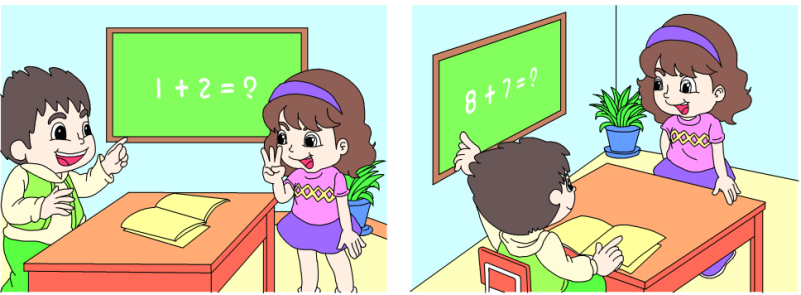 1 + 2 = ?
8 + 7 = ?